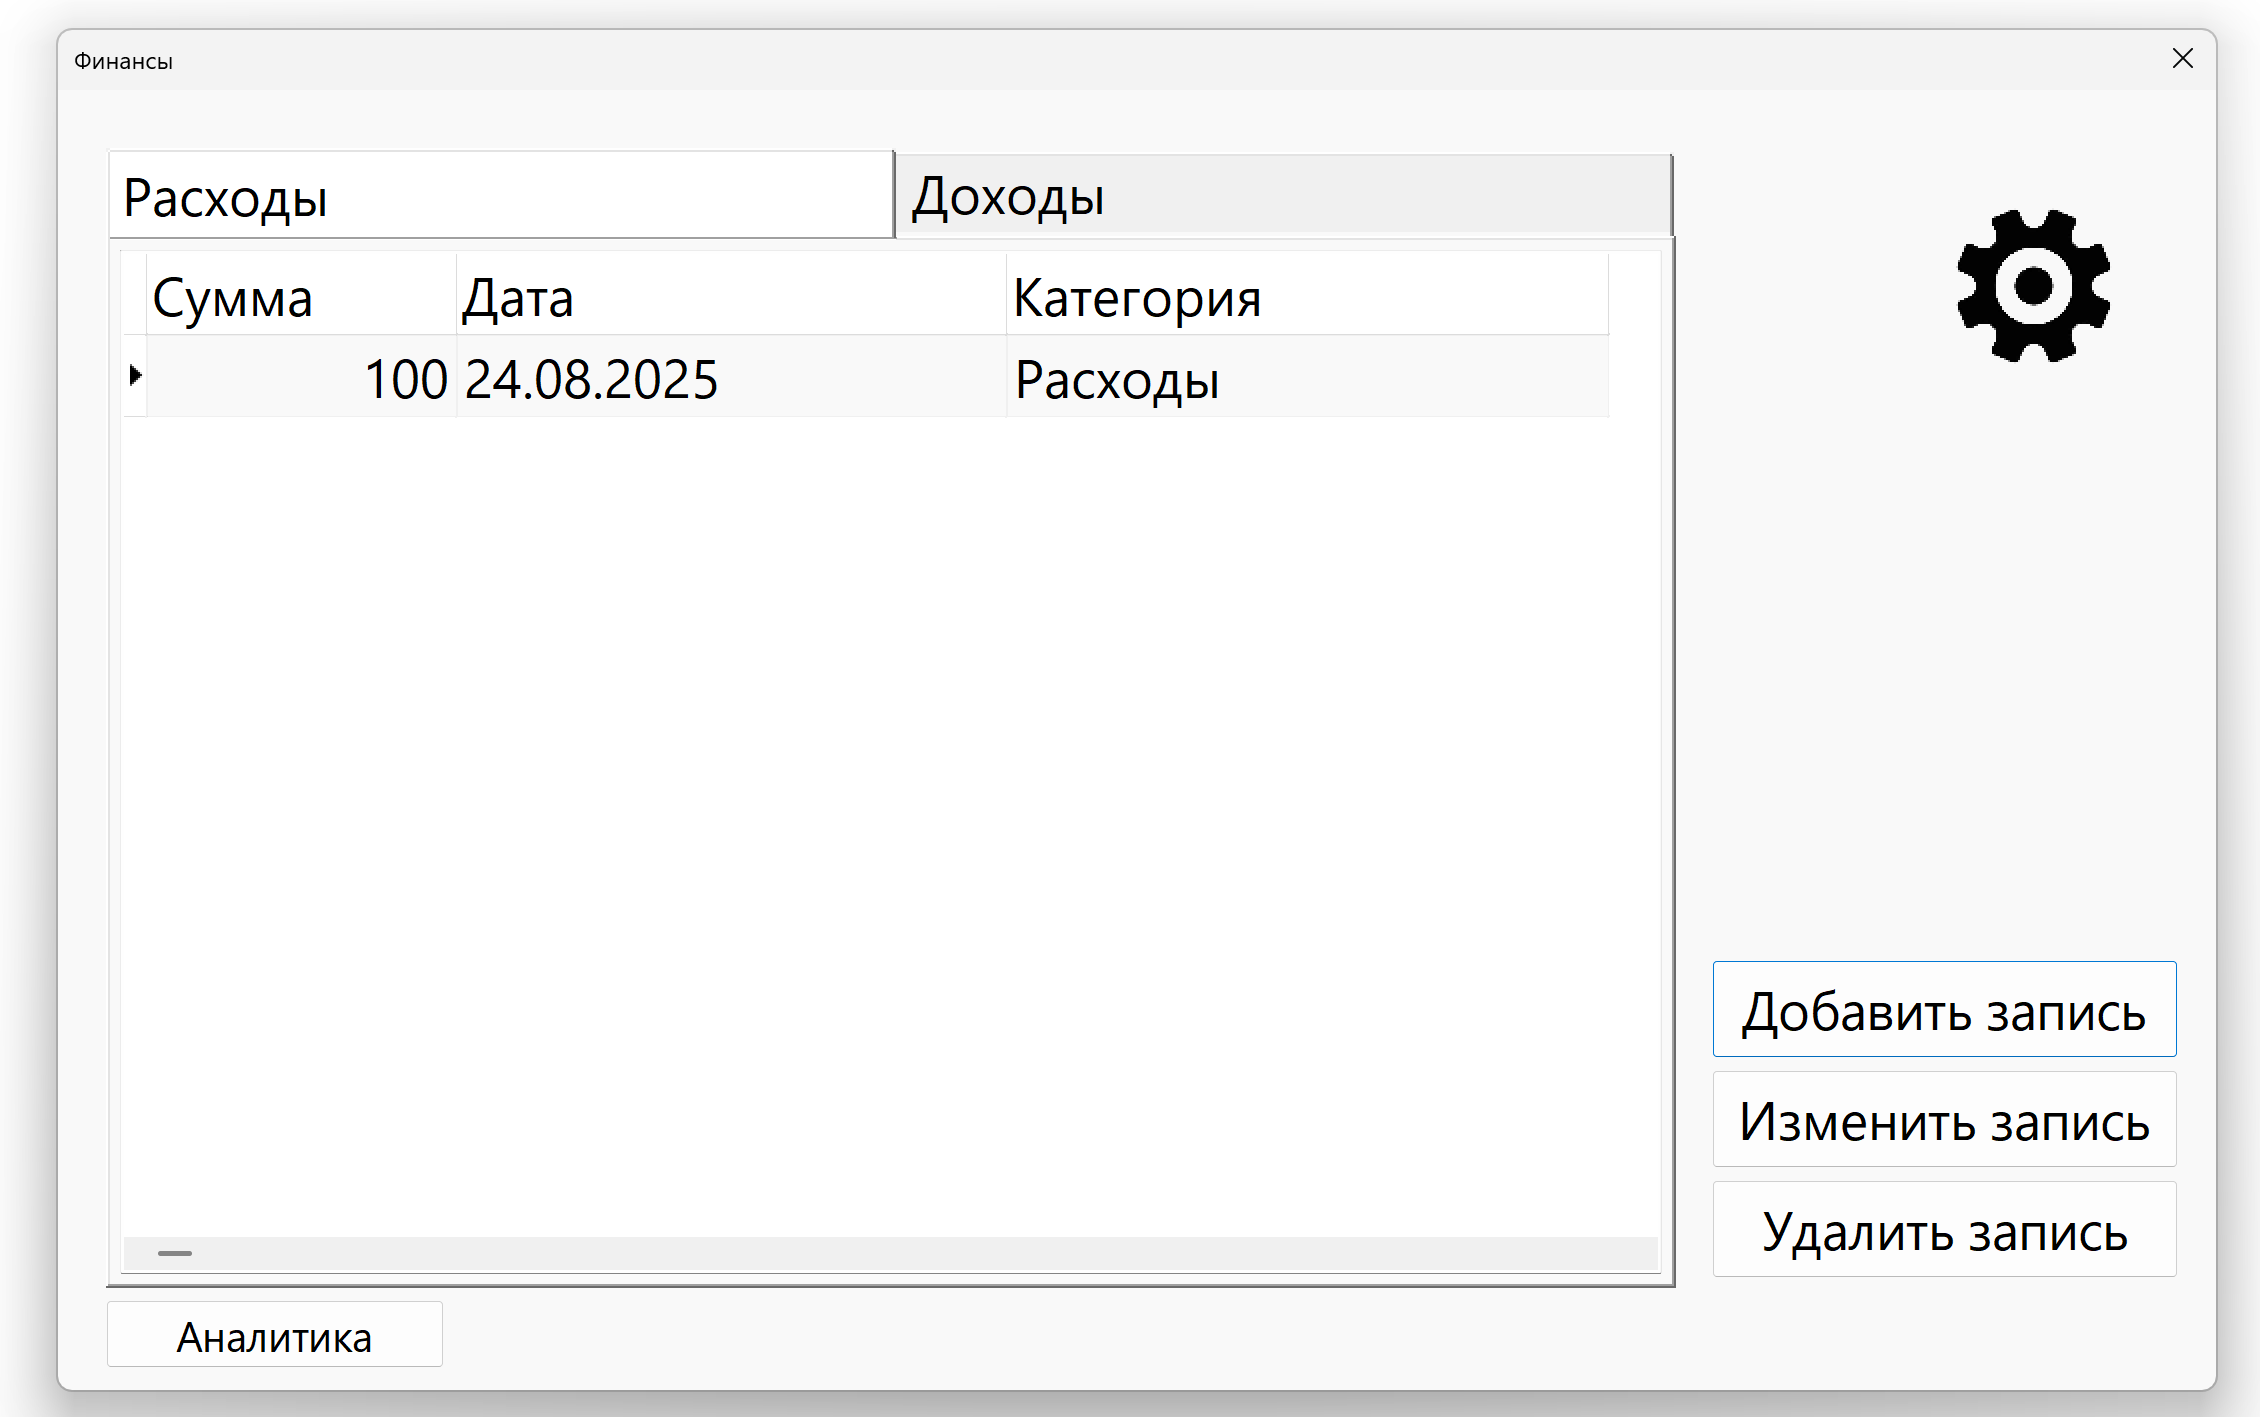 Финансы
Расходы Доходы
Сумма Дата Категория
100 24.08.2025 Расходы
Добавить запись
Изменить запись
Удалить запись
Аналитика